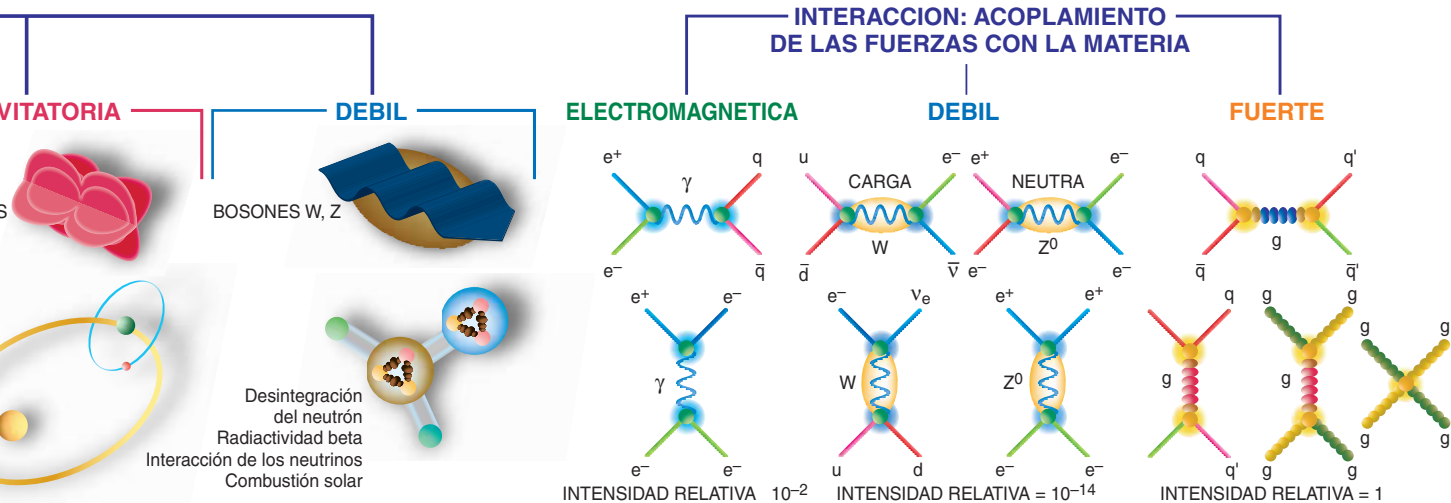 INTERACCION: ACOPLAMIENTO
DE LAS FUERZAS CON LA MATERIA
VITATORIA
DEBIL
S
BOSONES W, Z
Desintegración
del neutrón
Radiactividad beta
Interacción de los neutrinos
Combustión solar
ELECTROMAGNETICA
e+ q
γ
e– q̅
e+ e–
γ
e– e–
INTENSIDAD RELATIVA 10–2
DEBIL
u e–
CARGA
W
d̅ ν̅
e+ e–
NEUTRA
Z0
e– e–
e– νe
W
u d
e+ e+
Z0
e– e–
INTENSIDAD RELATIVA = 10–14
FUERTE
q q'
g
q̅ q̅'
q
g
q'
g g
g
g g
g g
g g
INTENSIDAD RELATIVA = 1